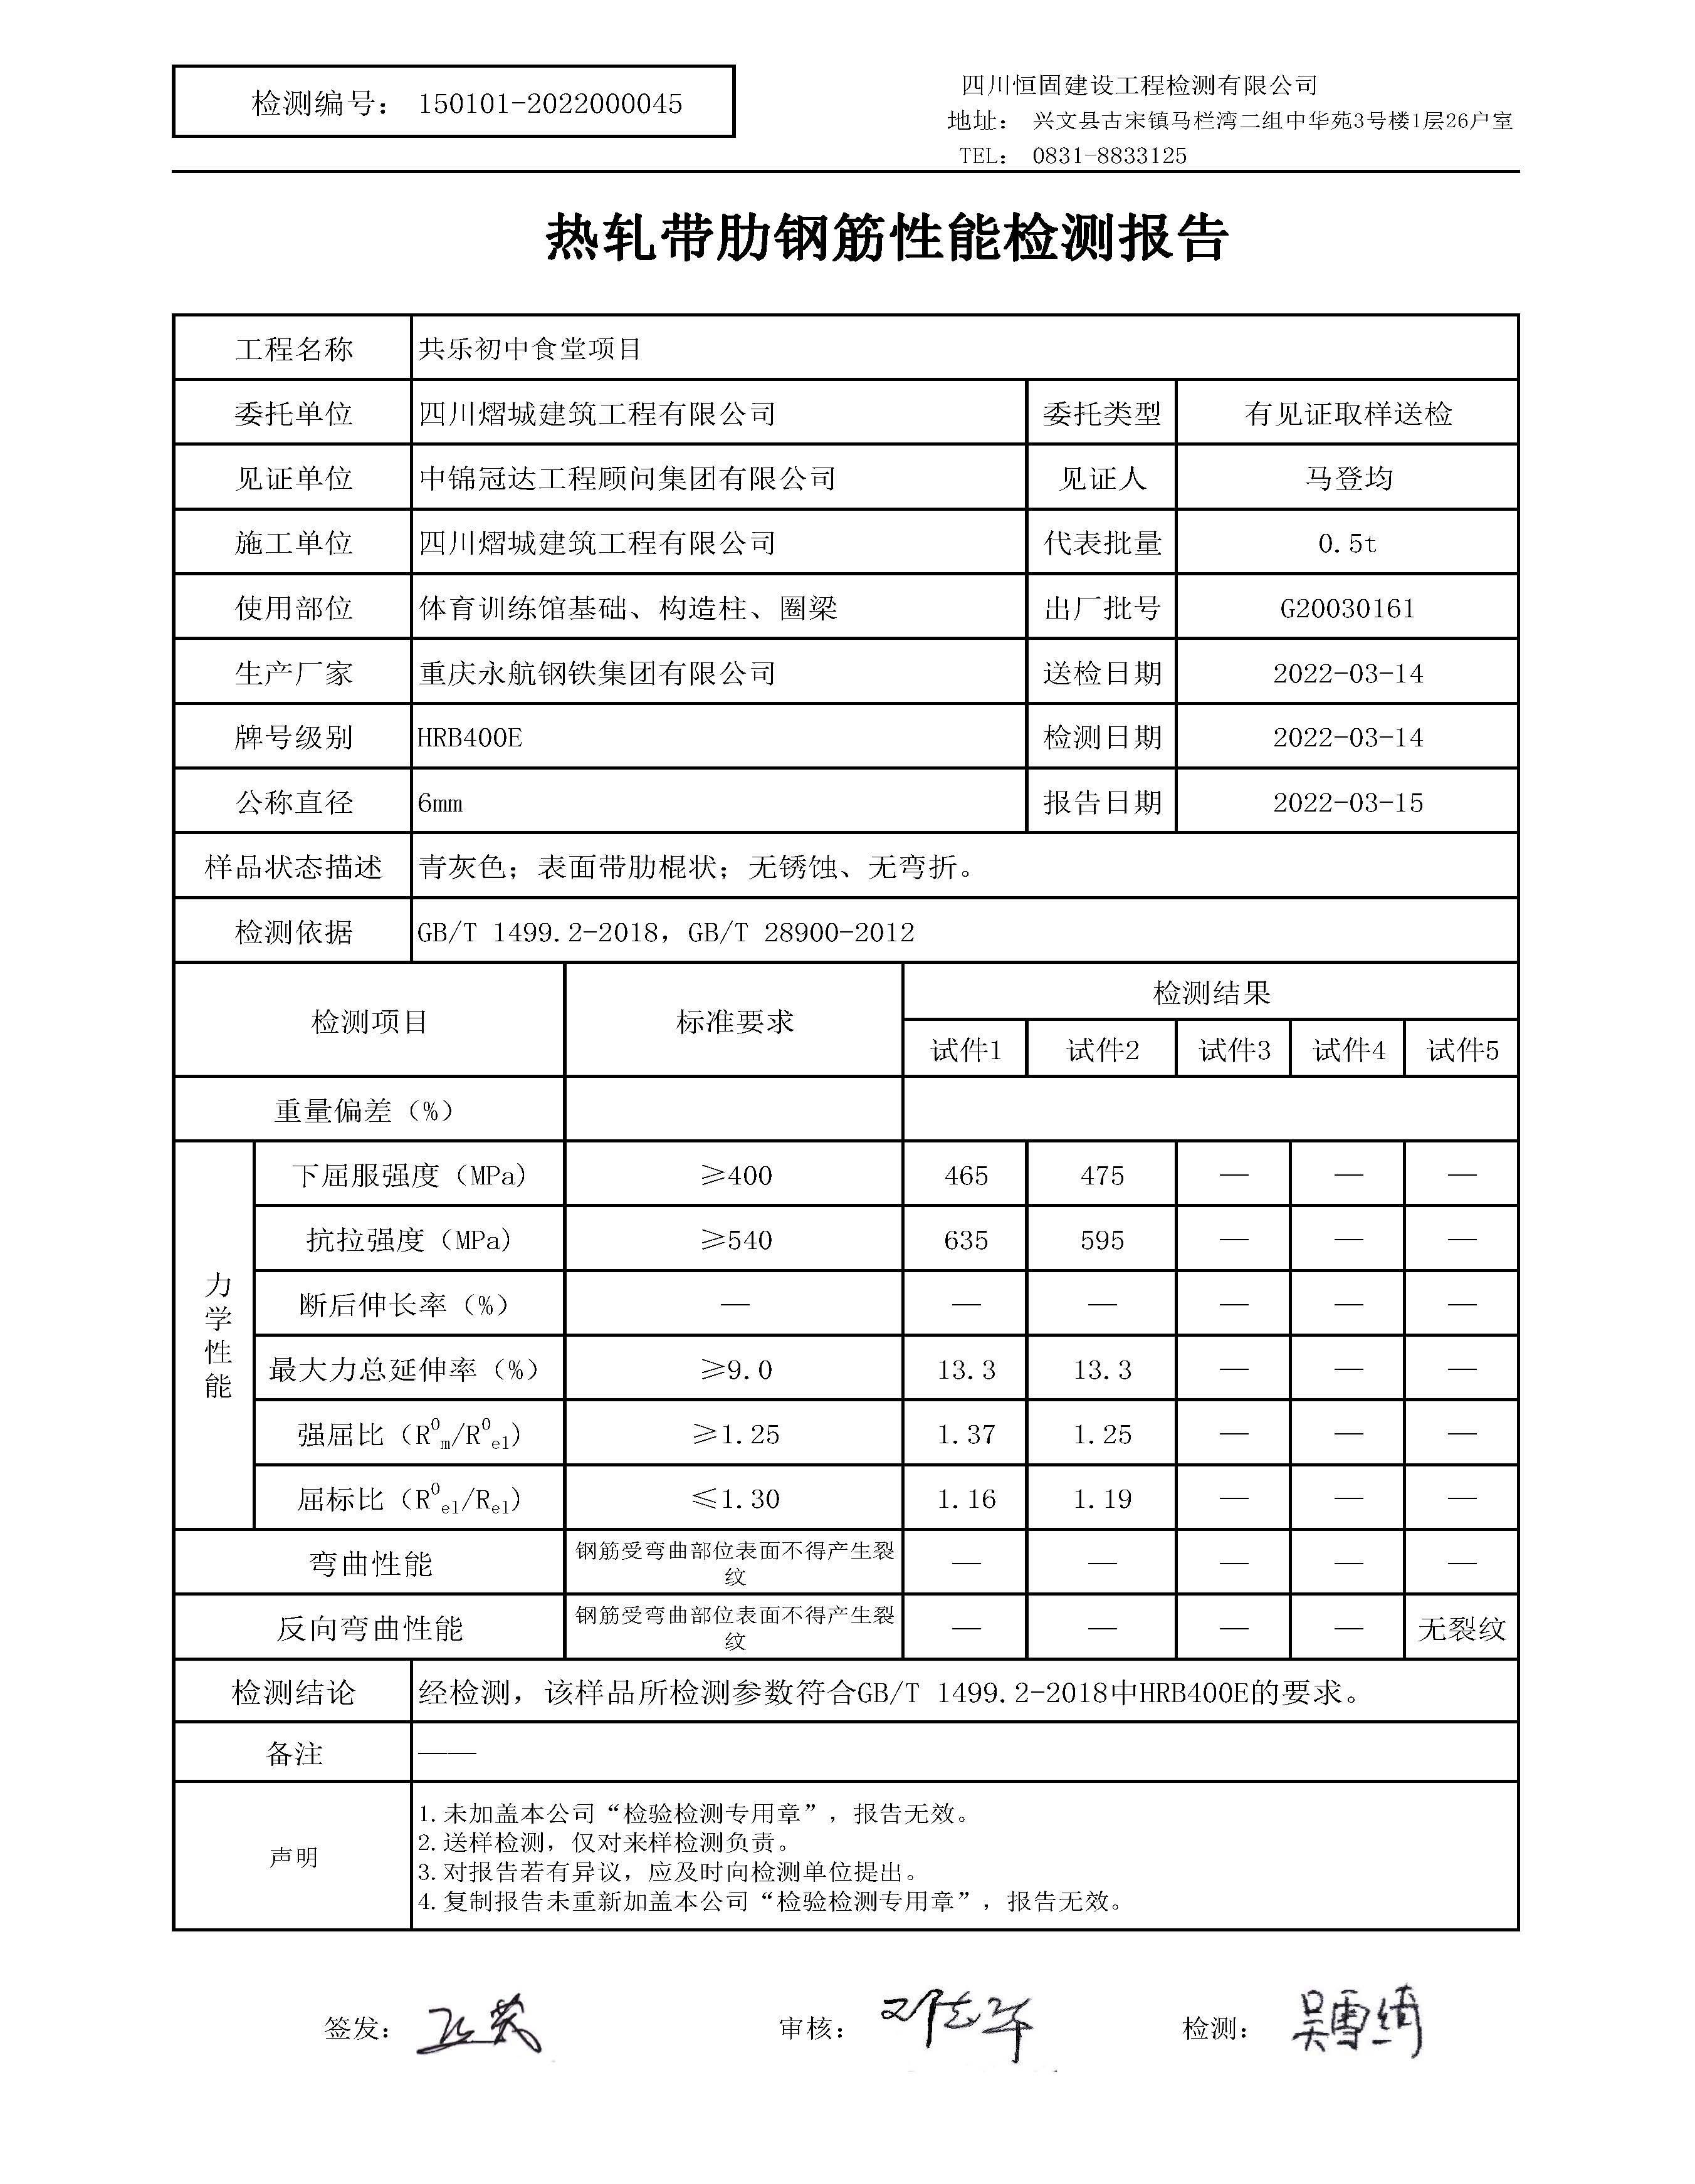 检测编号： 150101-2022000045
四川恒固建设工程检测有限公司
地址： 兴文县古宋镇马栏湾二组中华苑3号楼1层26户室
TEL： 0831-8833125
热轧带肋钢筋性能检测报告
工程名称 共乐初中食堂项目
委托单位 四川熠城建筑工程有限公司 委托类型 有见证取样送检
见证单位 中锦冠达工程顾问集团有限公司 见证人 马登均
施工单位 四川熠城建筑工程有限公司 代表批量 0.5t
使用部位 体育训练馆基础、构造柱、圈梁 出厂批号 G20030161
生产厂家 重庆永航钢铁集团有限公司 送检日期 2022-03-14
牌号级别 HRB400E 检测日期 2022-03-14
公称直径 6mm 报告日期 2022-03-15
样品状态描述 青灰色；表面带肋棍状；无锈蚀、无弯折。
检测依据 GB/T 1499.2-2018，GB/T 28900-2012
检测项目 标准要求 检测结果
试件1 试件2 试件3 试件4 试件5
重量偏差（%）
力学性能
下屈服强度（MPa） ≥400 465 475 — — —
抗拉强度（MPa） ≥540 635 595 — — —
断后伸长率（%） — — — — — —
最大力总延伸率（%） ≥9.0 13.3 13.3 — — —
强屈比（R⁰m/R⁰el） ≥1.25 1.37 1.25 — — —
屈标比（R⁰el/Rel） ≤1.30 1.16 1.19 — — —
弯曲性能 钢筋受弯曲部位表面不得产生裂纹 — — — — —
反向弯曲性能 钢筋受弯曲部位表面不得产生裂纹 — — — — 无裂纹
检测结论 经检测，该样品所检测参数符合GB/T 1499.2-2018中HRB400E的要求。
备注 ——
声明
1.未加盖本公司“检验检测专用章”，报告无效。
2.送样检测，仅对来样检测负责。
3.对报告若有异议，应及时向检测单位提出。
4.复制报告未重新加盖本公司“检验检测专用章”，报告无效。
签发： 审核： 邓志华 检测： 吴雪绮